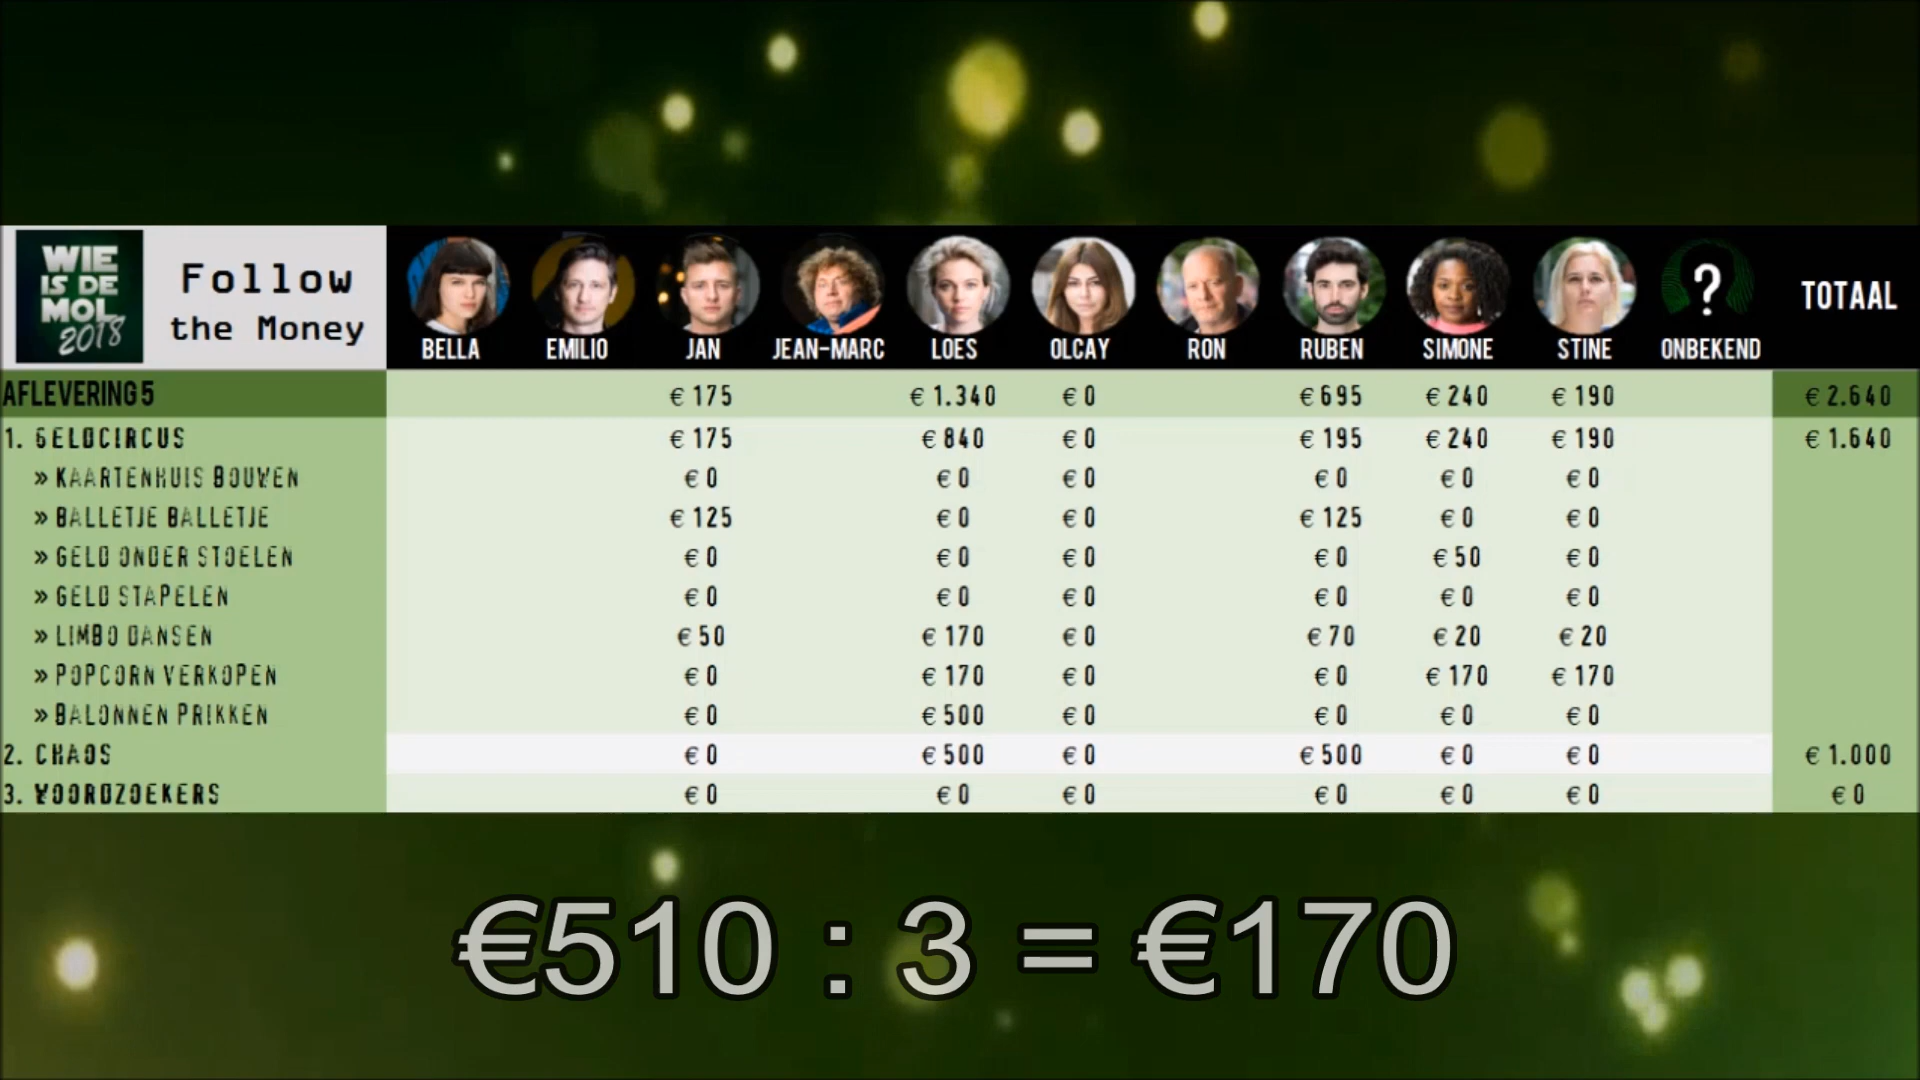 WIE
IS DE
MOL
2018
Follow
the Money
BELLA EMILIO JAN JEAN-MARC LOES OLCAY RON RUBEN SIMONE STINE ? ONBEKEND TOTAAL
AFLEVERING 5 € 175 € 1.340 € 0 € 695 € 240 € 190 € 2.640
1. GELDCIRCUS € 175 € 840 € 0 € 195 € 240 € 190 € 1.640
» KAARTENHUIS BOUWEN € 0 € 0 € 0 € 0 € 0 € 0
» BALLETJE BALLETJE € 125 € 0 € 0 € 125 € 0 € 0
» GELD ONDER STOELEN € 0 € 0 € 0 € 0 € 50 € 0
» GELD STAPELEN € 0 € 0 € 0 € 0 € 0 € 0
» LIMBO DANSEN € 50 € 170 € 0 € 70 € 20 € 20
» POPCORN VERKOPEN € 0 € 170 € 0 € 0 € 170 € 170
» BALONNEN PRIKKEN € 0 € 500 € 0 € 0 € 0 € 0
2. CHAOS € 0 € 500 € 0 € 500 € 0 € 0 € 1.000
3. WOORDZOEKERS € 0 € 0 € 0 € 0 € 0 € 0 € 0
€510 : 3 = €170